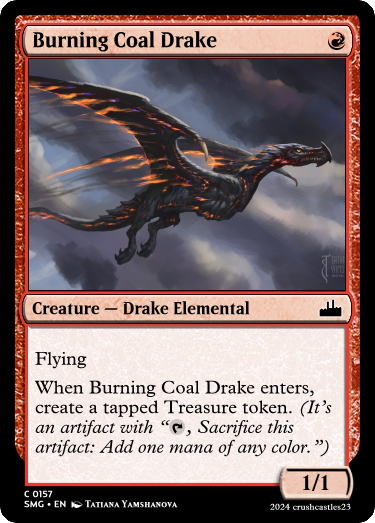 Burning Coal Drake
Creature — Drake Elemental
Flying
When Burning Coal Drake enters,
create a tapped Treasure token. (It's
an artifact with “, Sacrifice this
artifact: Add one mana of any color.”)
1/1
C 0157
SMG • EN Tatiana Yamshanova
2024 crushcastles23